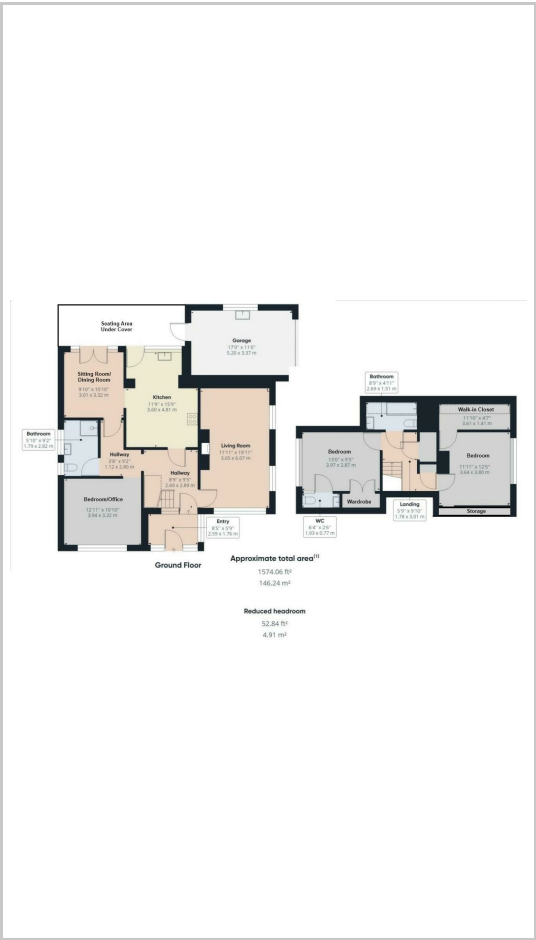 Seating Area
Under Cover
Garage
17'0" x 11'0"
5.20 x 3.37 m
Sitting Room/
Dining Room
9'10" x 10'10"
3.01 x 3.32 m
Kitchen
11'9" x 15'9"
3.60 x 4.81 m
Bathroom
5'10" x 9'2"
1.79 x 2.82 m
Hallway
3'8" x 9'2"
1.12 x 2.80 m
Living Room
11'11" x 19'11"
3.65 x 6.07 m
Hallway
8'6" x 9'5"
2.60 x 2.89 m
Bedroom/Office
12'11" x 10'10"
3.94 x 3.32 m
Entry
8'5" x 5'9"
2.59 x 1.76 m
Ground Floor
Bathroom
8'9" x 4'11"
2.69 x 1.51 m
Walk-in Closet
11'10" x 4'7"
3.61 x 1.41 m
Bedroom
13'0" x 9'5"
3.97 x 2.87 m
Bedroom
11'11" x 12'5"
3.64 x 3.80 m
Wardrobe
Landing
5'9" x 9'10"
1.78 x 3.01 m
Storage
WC
6'4" x 2'6"
1.93 x 0.77 m
Approximate total area(1)
1574.06 ft²
146.24 m²
Reduced headroom
52.84 ft²
4.91 m²